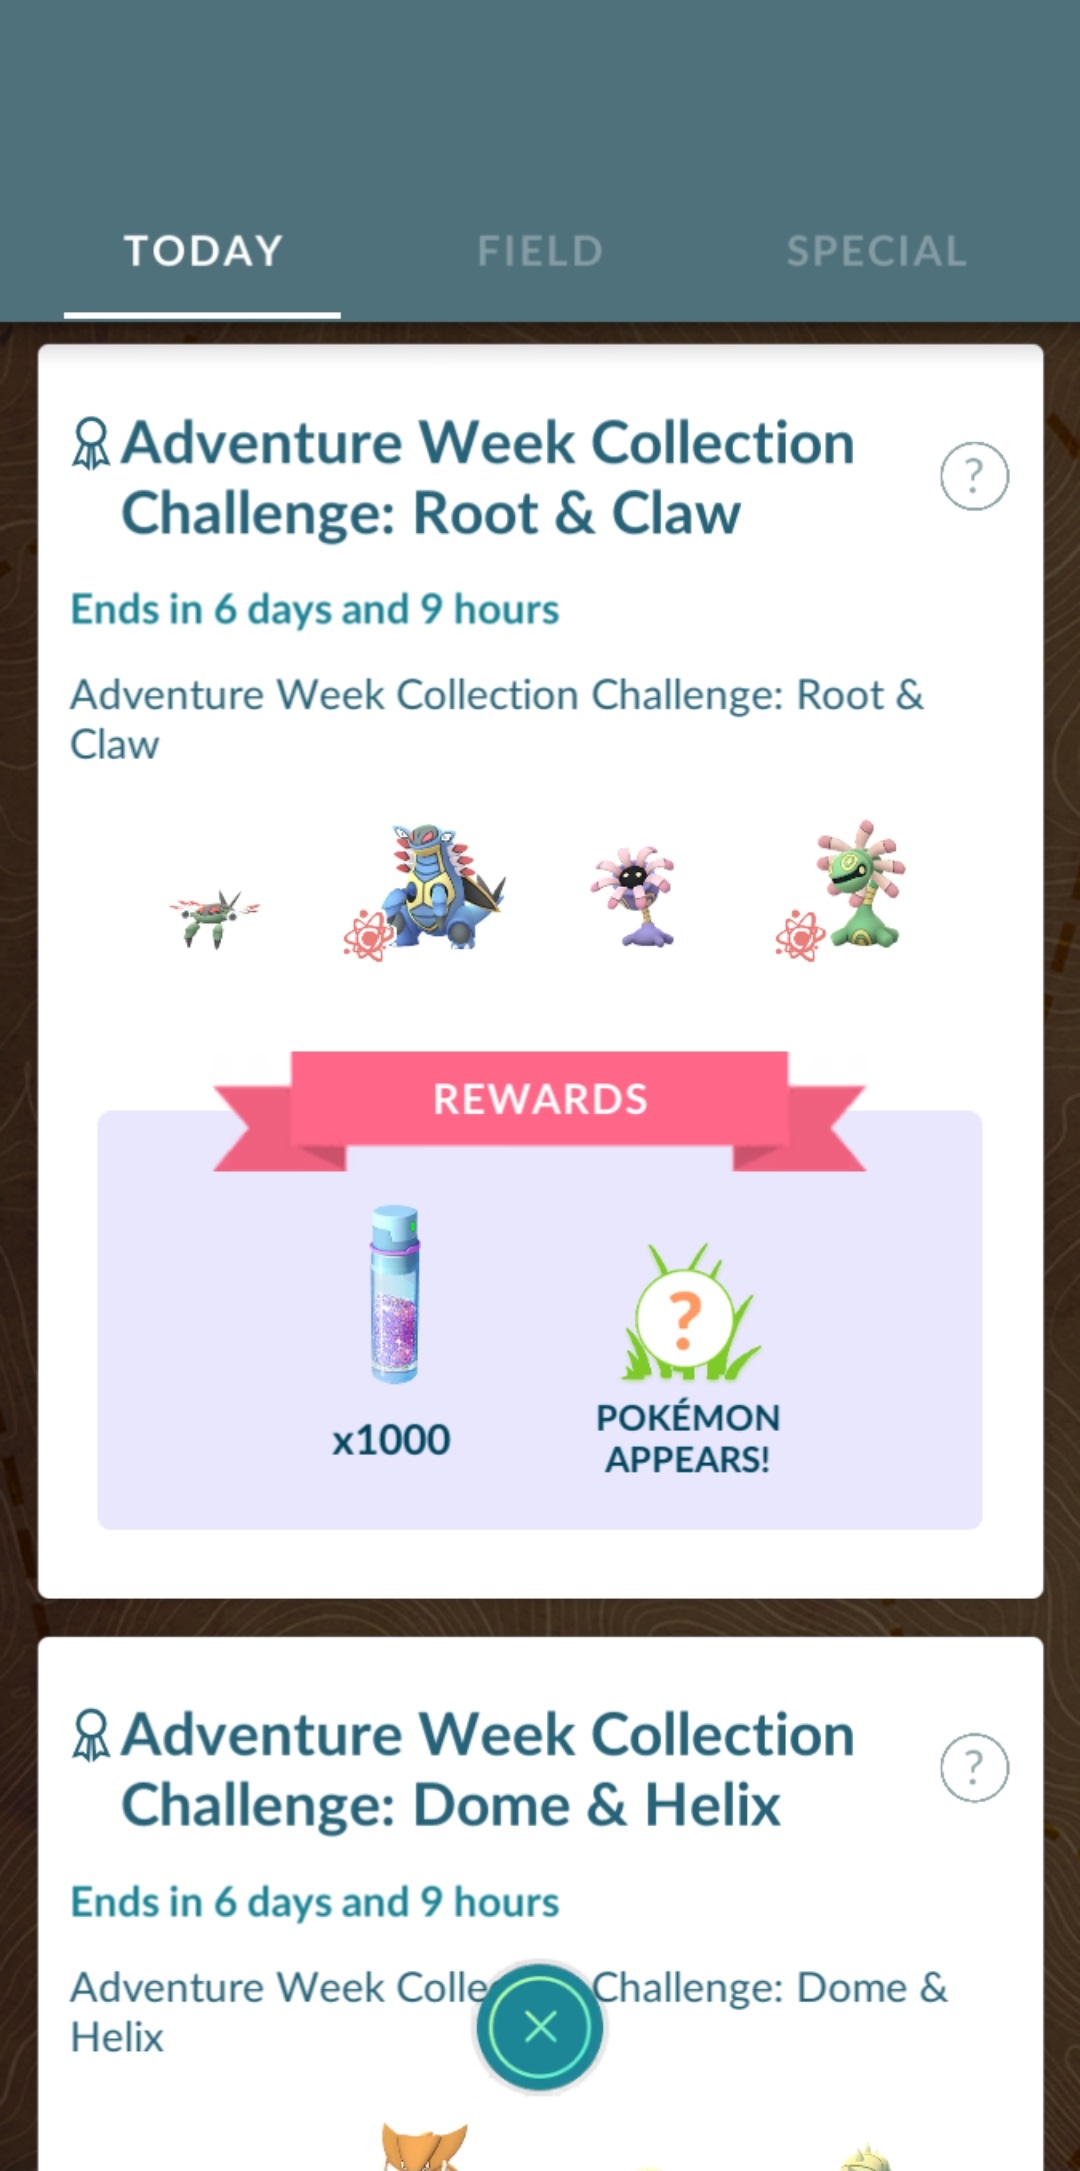 TODAY FIELD SPECIAL
Adventure Week Collection
Challenge: Root & Claw
?
Ends in 6 days and 9 hours
Adventure Week Collection Challenge: Root &
Claw
REWARDS
?
x1000
POKÉMON
APPEARS!
Adventure Week Collection
Challenge: Dome & Helix
?
Ends in 6 days and 9 hours
Adventure Week Colle Challenge: Dome &
Helix